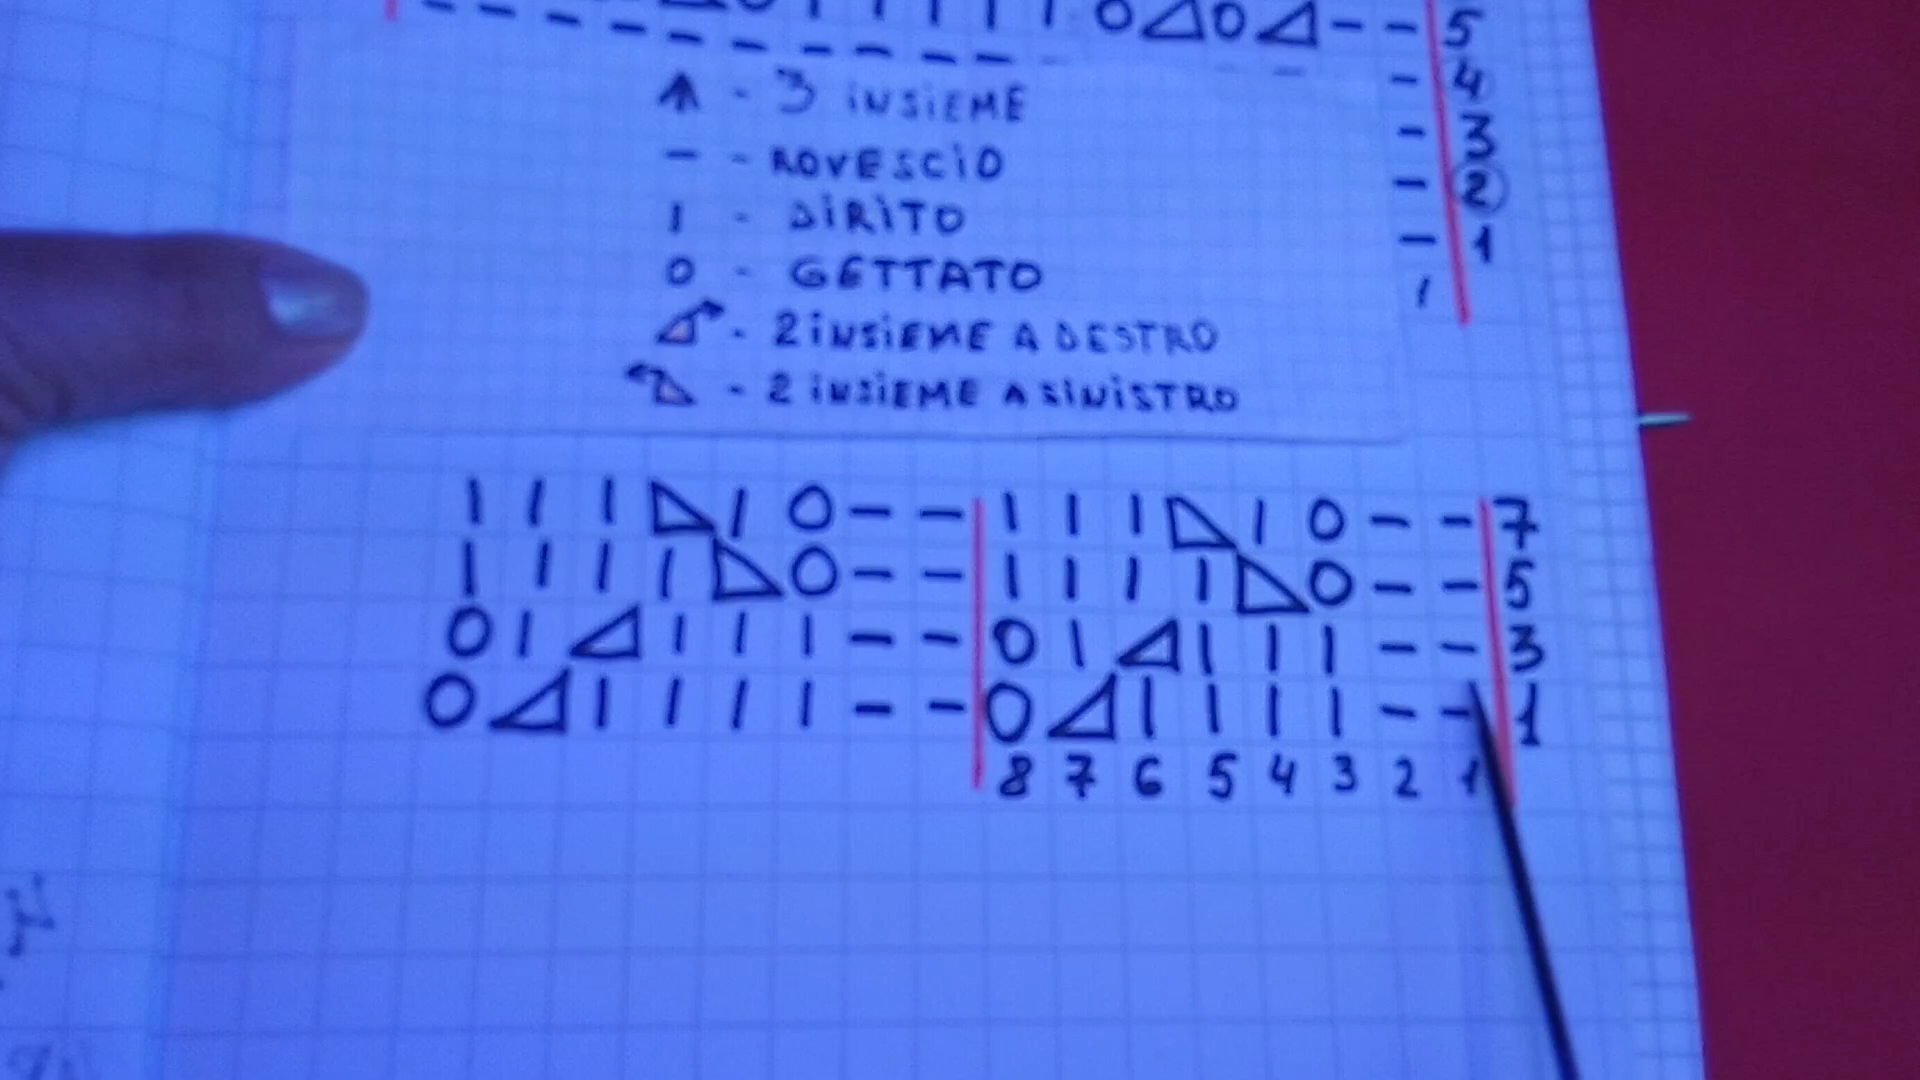 5
4
3 INSIEME
3
- ROVESCIO
2
- DIRITO
1
O - GETTATO
1
- 2 INSIEME A DESTRO
- 2 INSIEME A SINISTRO
7
5
3
1
8 7 6 5 4 3 2 1